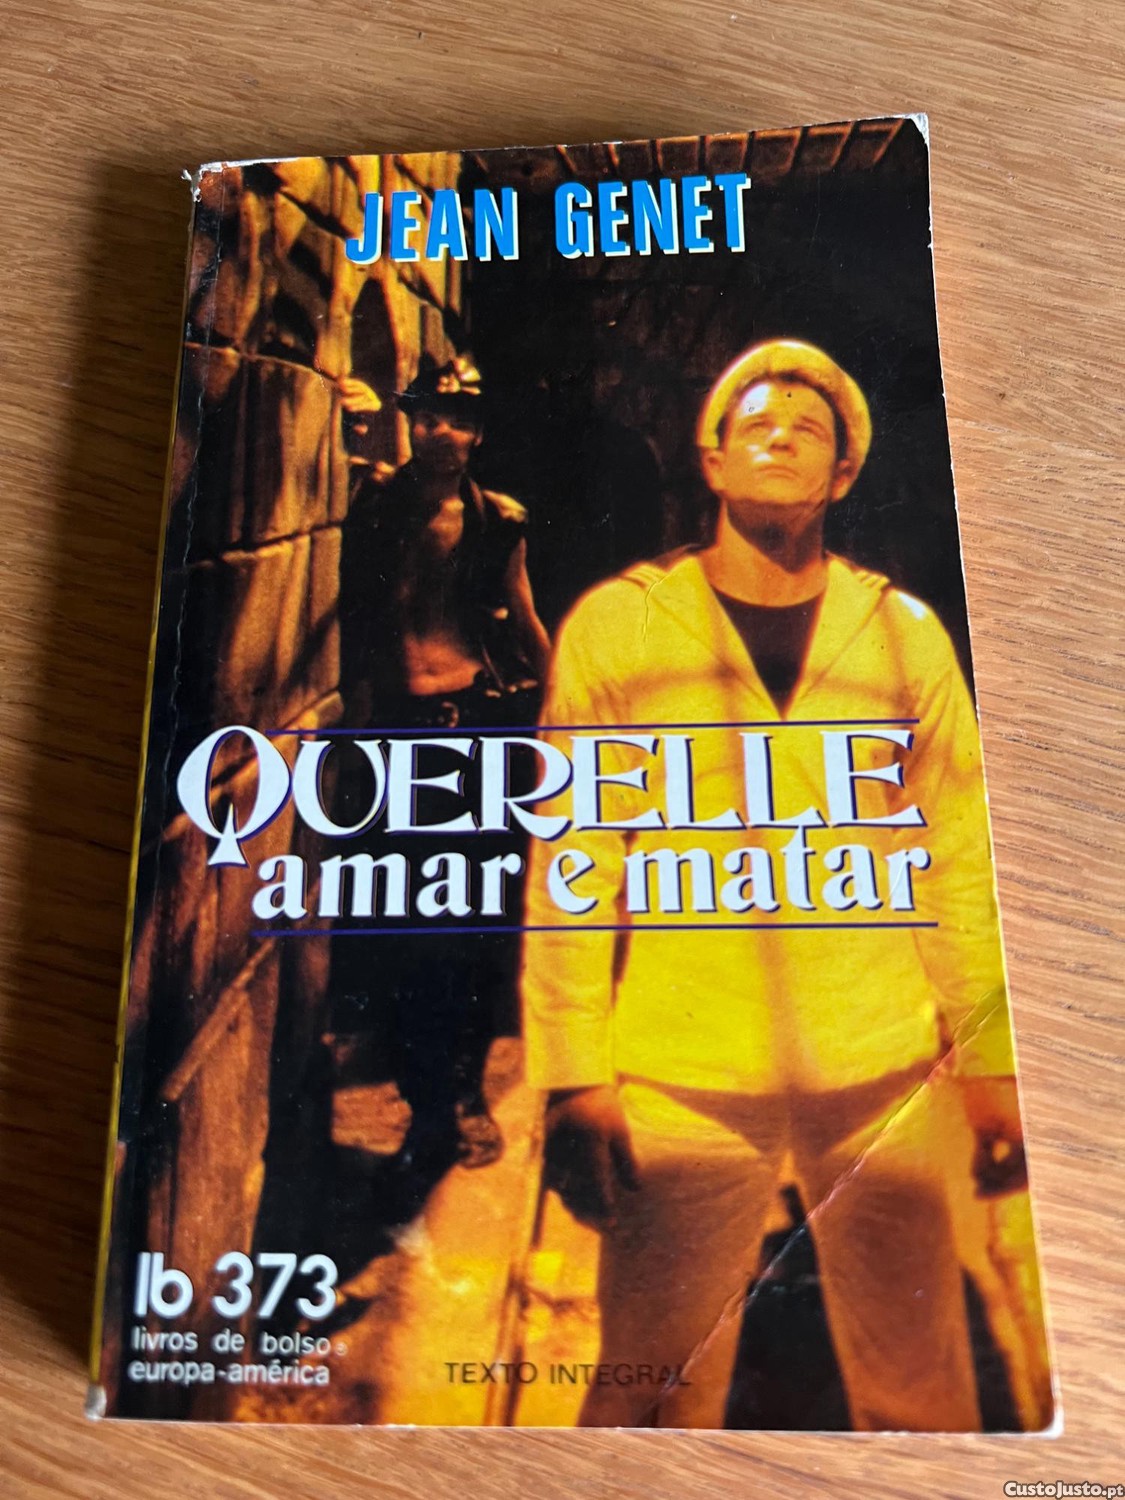 JEAN GENET
QUERELLE
amar e matar
lb 373
livros de bolso
europa-américa
TEXTO INTEGRAL
CustoJusto.pt